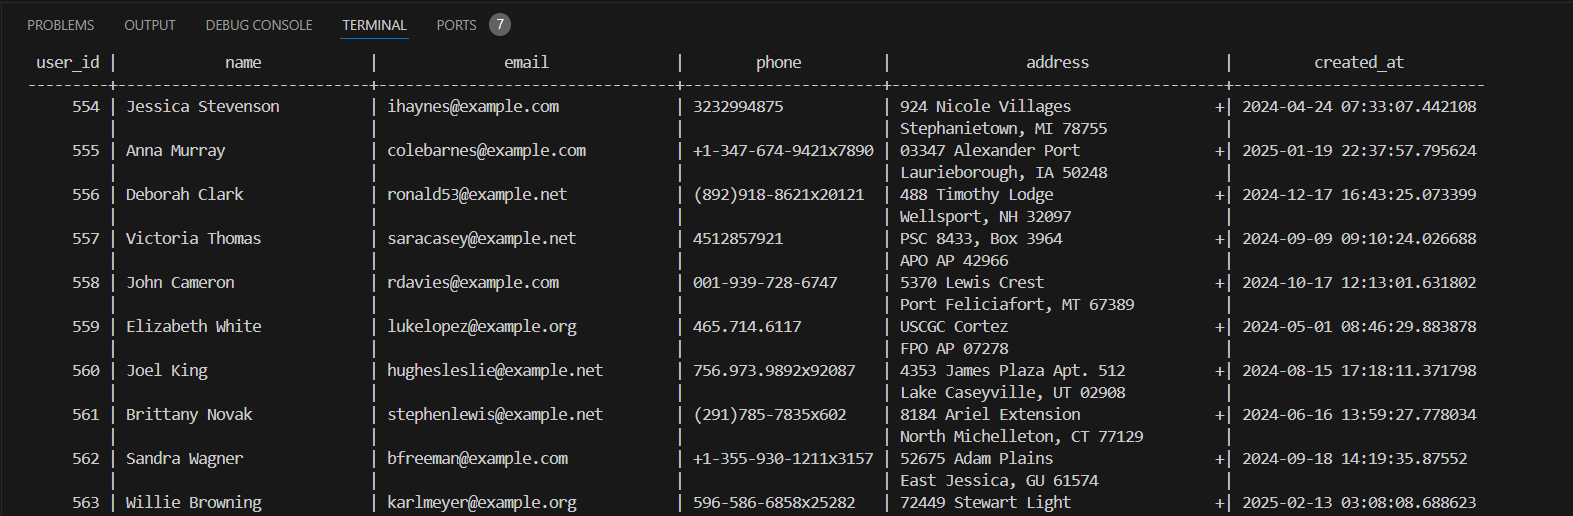 PROBLEMS OUTPUT DEBUG CONSOLE TERMINAL PORTS 7
user_id | name | email | phone | address | created_at
---------+----------------------------+---------------------------------+----------------------+-------------------------------------+----------------------------
554 | Jessica Stevenson | ihaynes@example.com | 3232994875 | 924 Nicole Villages +| 2024-04-24 07:33:07.442108
| | | | Stephanietown, MI 78755 |
555 | Anna Murray | colebarnes@example.com | +1-347-674-9421x7890 | 03347 Alexander Port +| 2025-01-19 22:37:57.795624
| | | | Laurieborough, IA 50248 |
556 | Deborah Clark | ronald53@example.net | (892)918-8621x20121 | 488 Timothy Lodge +| 2024-12-17 16:43:25.073399
| | | | Wellsport, NH 32097 |
557 | Victoria Thomas | saracasey@example.net | 4512857921 | PSC 8433, Box 3964 +| 2024-09-09 09:10:24.026688
| | | | APO AP 42966 |
558 | John Cameron | rdavies@example.com | 001-939-728-6747 | 5370 Lewis Crest +| 2024-10-17 12:13:01.631802
| | | | Port Feliciafort, MT 67389 |
559 | Elizabeth White | lukelopez@example.org | 465.714.6117 | USCGC Cortez +| 2024-05-01 08:46:29.883878
| | | | FPO AP 07278 |
560 | Joel King | hughesleslie@example.net | 756.973.9892x92087 | 4353 James Plaza Apt. 512 +| 2024-08-15 17:18:11.371798
| | | | Lake Caseyville, UT 02908 |
561 | Brittany Novak | stephenlewis@example.net | (291)785-7835x602 | 8184 Ariel Extension +| 2024-06-16 13:59:27.778034
| | | | North Michelleton, CT 77129 |
562 | Sandra Wagner | bfreeman@example.com | +1-355-930-1211x3157 | 52675 Adam Plains +| 2024-09-18 14:19:35.87552
| | | | East Jessica, GU 61574 |
563 | Willie Browning | karlmeyer@example.org | 596-586-6858x25282 | 72449 Stewart Light +| 2025-02-13 03:08:08.688623